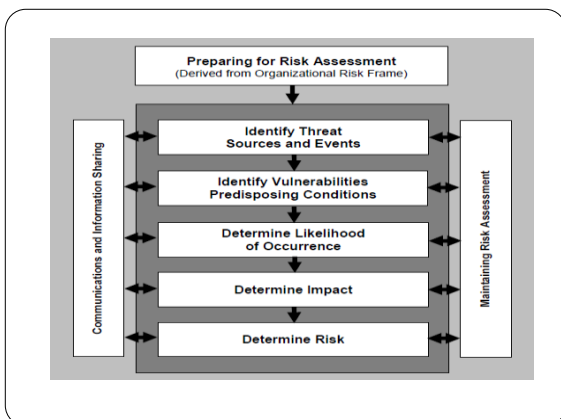 Preparing for Risk Assessment
(Derived from Organizational Risk Frame)
Communications and Information Sharing
Identify Threat
Sources and Events
Identify Vulnerabilities
Predisposing Conditions
Determine Likelihood
of Occurrence
Determine Impact
Determine Risk
Maintaining Risk Assessment